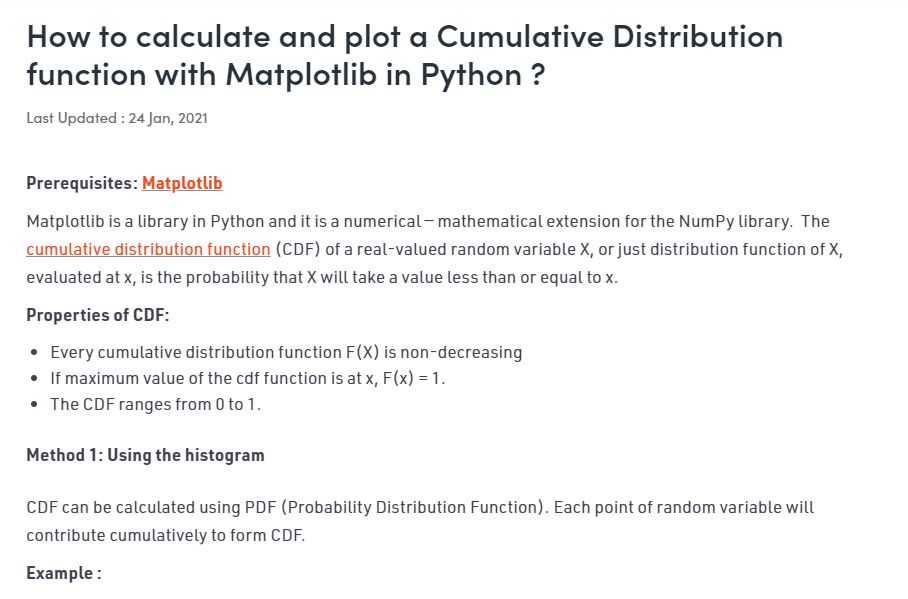 How to calculate and plot a Cumulative Distribution
function with Matplotlib in Python ?
Last Updated : 24 Jan, 2021
Prerequisites: Matplotlib
Matplotlib is a library in Python and it is a numerical – mathematical extension for the NumPy library.  The
cumulative distribution function (CDF) of a real-valued random variable X, or just distribution function of X,
evaluated at x, is the probability that X will take a value less than or equal to x.
Properties of CDF:
• Every cumulative distribution function F(X) is non-decreasing
• If maximum value of the cdf function is at x, F(x) = 1.
• The CDF ranges from 0 to 1.
Method 1: Using the histogram
CDF can be calculated using PDF (Probability Distribution Function). Each point of random variable will
contribute cumulatively to form CDF.
Example :